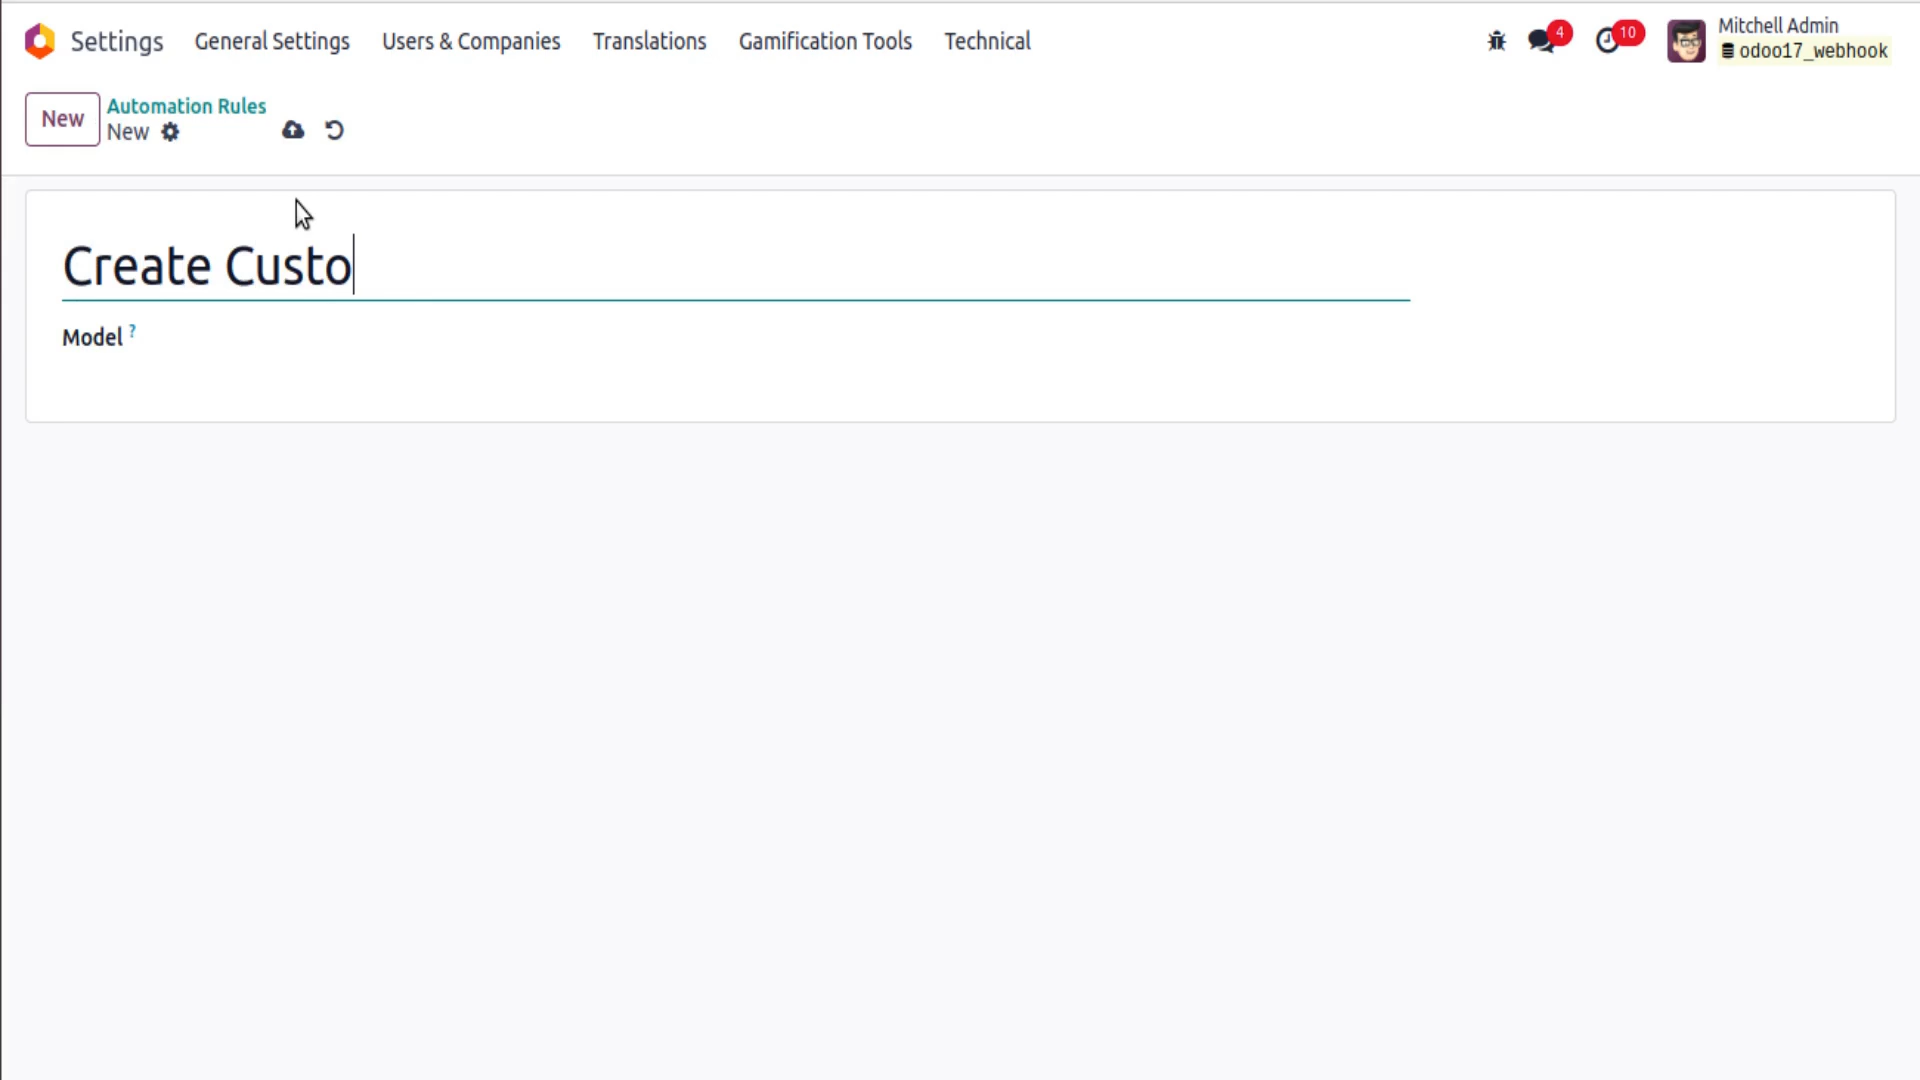 Settings General Settings Users & Companies Translations Gamification Tools Technical 4 10 Mitchell Admin
odoo17_webhook
New Automation Rules
New
Create Custo
Model ?